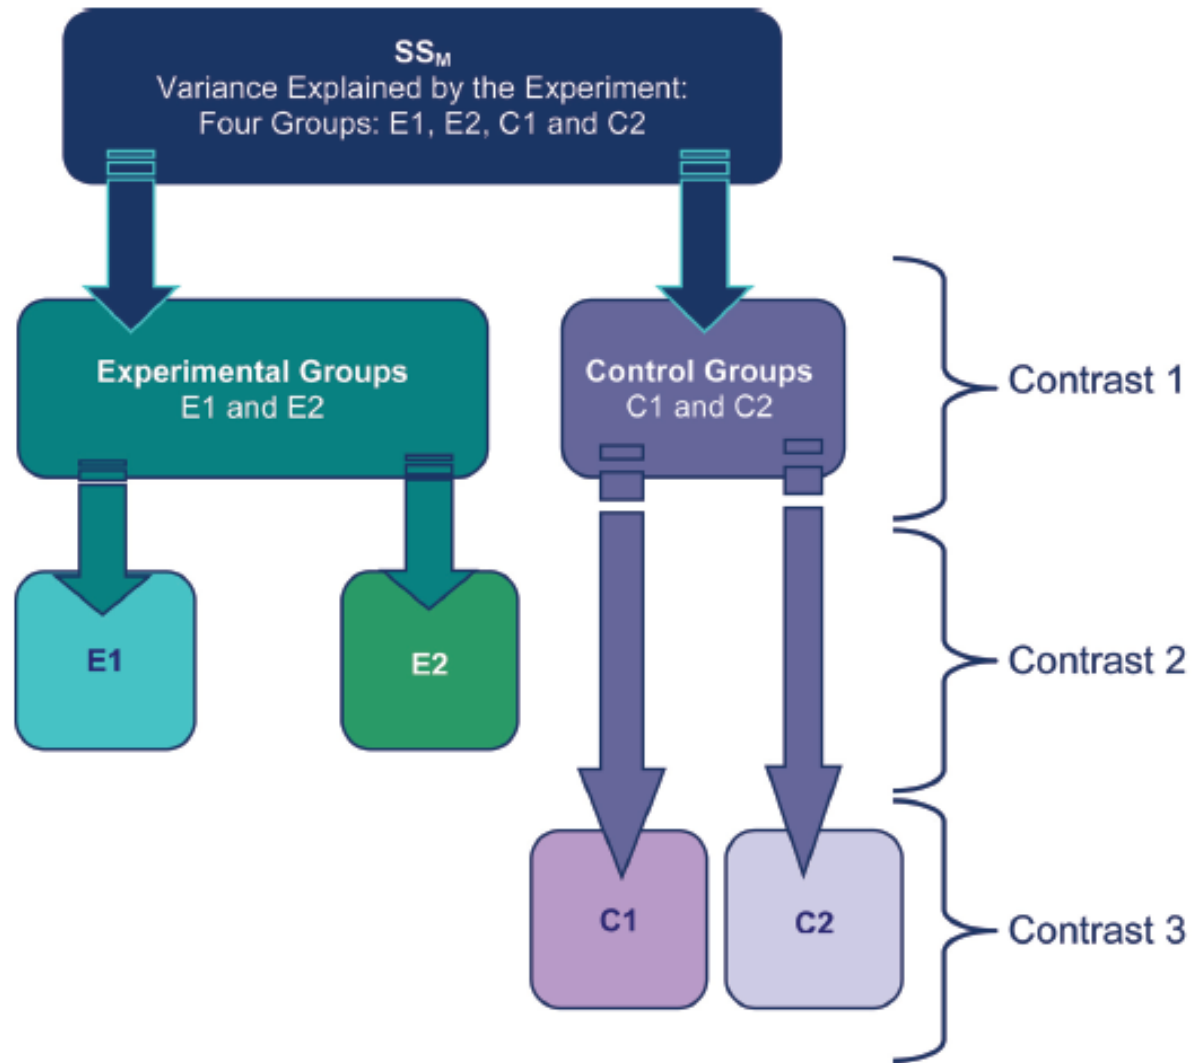 SSM
Variance Explained by the Experiment:
Four Groups: E1, E2, C1 and C2
Experimental Groups
E1 and E2
Control Groups
C1 and C2
Contrast 1
E1
E2
Contrast 2
C1
C2
Contrast 3